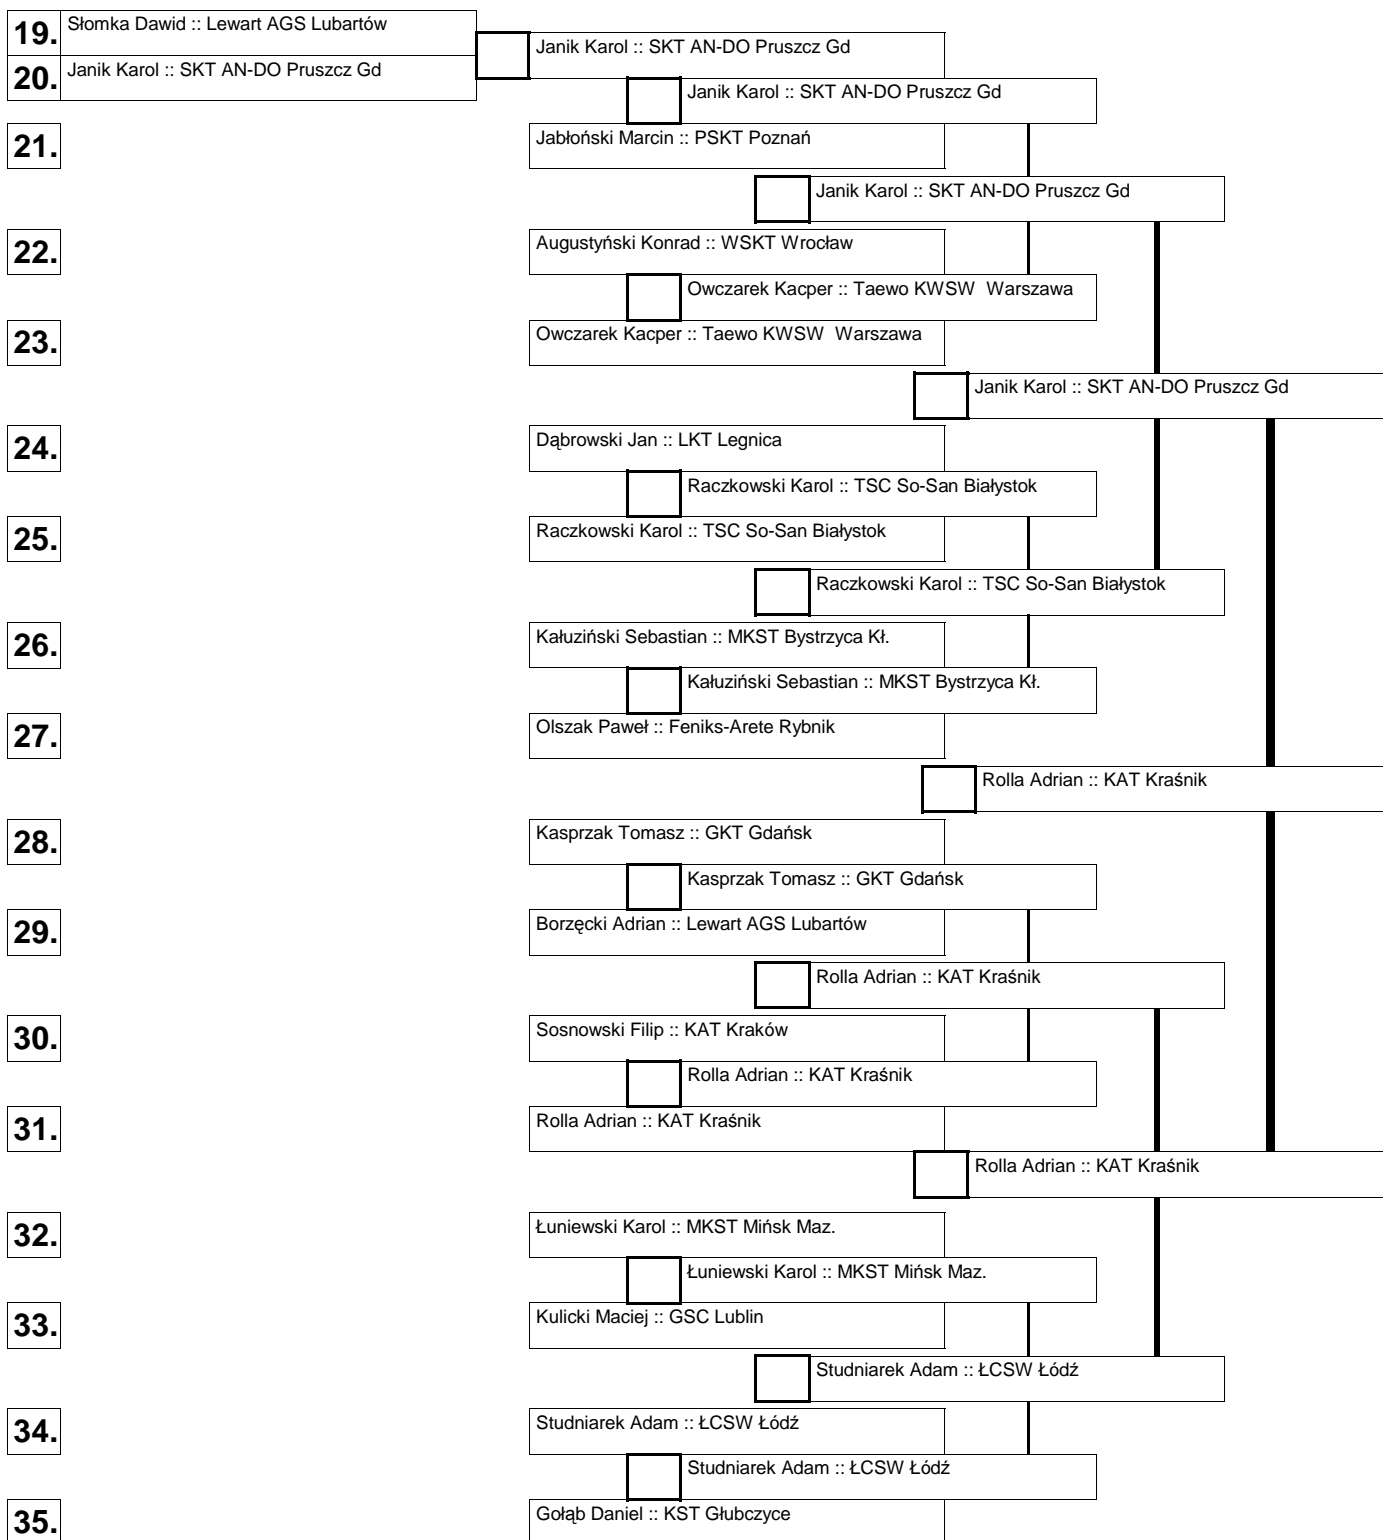 19. Słomka Dawid :: Lewart AGS Lubartów
Janik Karol :: SKT AN-DO Pruszcz Gd
20. Janik Karol :: SKT AN-DO Pruszcz Gd
Janik Karol :: SKT AN-DO Pruszcz Gd
21. Jabłoński Marcin :: PSKT Poznań
Janik Karol :: SKT AN-DO Pruszcz Gd
22. Augustyński Konrad :: WSKT Wrocław
Owczarek Kacper :: Taewo KWSW  Warszawa
23. Owczarek Kacper :: Taewo KWSW  Warszawa
Janik Karol :: SKT AN-DO Pruszcz Gd
24. Dąbrowski Jan :: LKT Legnica
Raczkowski Karol :: TSC So-San Białystok
25. Raczkowski Karol :: TSC So-San Białystok
Raczkowski Karol :: TSC So-San Białystok
26. Kałuziński Sebastian :: MKST Bystrzyca Kł.
Kałuziński Sebastian :: MKST Bystrzyca Kł.
27. Olszak Paweł :: Feniks-Arete Rybnik
Rolla Adrian :: KAT Kraśnik
28. Kasprzak Tomasz :: GKT Gdańsk
Kasprzak Tomasz :: GKT Gdańsk
29. Borzęcki Adrian :: Lewart AGS Lubartów
Rolla Adrian :: KAT Kraśnik
30. Sosnowski Filip :: KAT Kraków
Rolla Adrian :: KAT Kraśnik
31. Rolla Adrian :: KAT Kraśnik
Rolla Adrian :: KAT Kraśnik
32. Łuniewski Karol :: MKST Mińsk Maz.
Łuniewski Karol :: MKST Mińsk Maz.
33. Kulicki Maciej :: GSC Lublin
Studniarek Adam :: ŁCSW Łódź
34. Studniarek Adam :: ŁCSW Łódź
Studniarek Adam :: ŁCSW Łódź
35. Gołąb Daniel :: KST Głubczyce